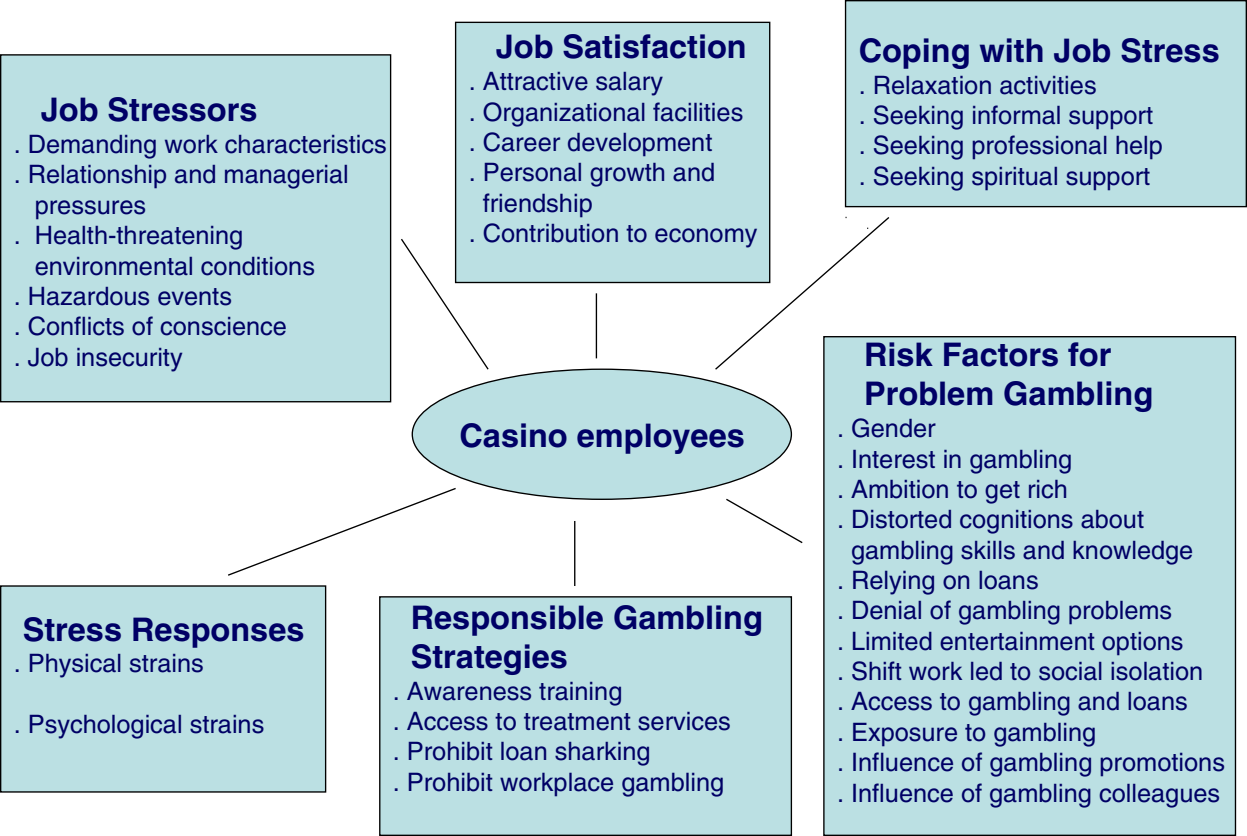 Job Stressors
. Demanding work characteristics
. Relationship and managerial
pressures
. Health-threatening
environmental conditions
. Hazardous events
. Conflicts of conscience
. Job insecurity
Job Satisfaction
. Attractive salary
. Organizational facilities
. Career development
. Personal growth and
friendship
. Contribution to economy
Coping with Job Stress
. Relaxation activities
. Seeking informal support
. Seeking professional help
. Seeking spiritual support
Casino employees
Stress Responses
. Physical strains
. Psychological strains
Responsible Gambling
Strategies
. Awareness training
. Access to treatment services
. Prohibit loan sharking
. Prohibit workplace gambling
Risk Factors for
Problem Gambling
. Gender
. Interest in gambling
. Ambition to get rich
. Distorted cognitions about
gambling skills and knowledge
. Relying on loans
. Denial of gambling problems
. Limited entertainment options
. Shift work led to social isolation
. Access to gambling and loans
. Exposure to gambling
. Influence of gambling promotions
. Influence of gambling colleagues